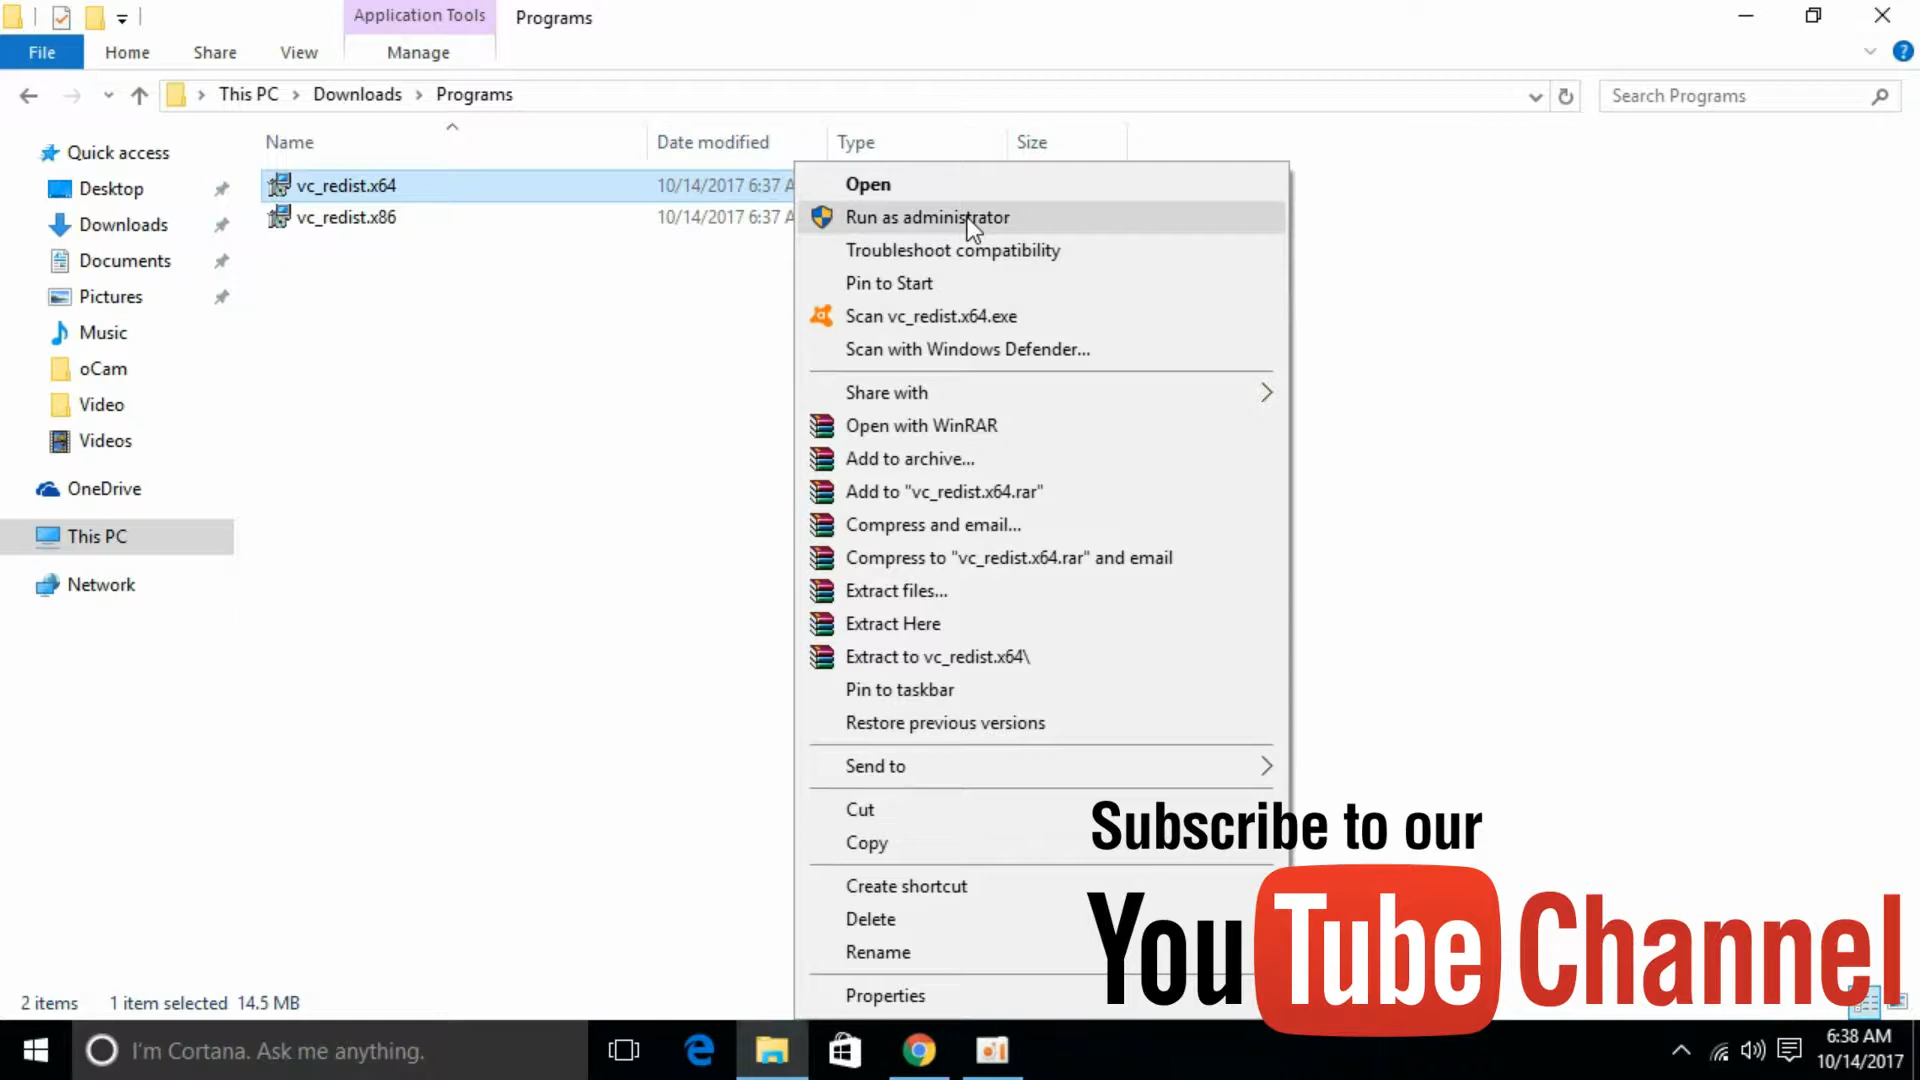 Application Tools
Programs
File
Home
Share
View
Manage
This PC
Downloads
Programs
Search Programs
Name
Date modified
Type
Size
Quick access
Desktop
Downloads
Documents
Pictures
Music
oCam
Video
Videos
OneDrive
This PC
Network
vc_redist.x64
10/14/2017 6:37 A
vc_redist.x86
10/14/2017 6:37 A
Open
Run as administrator
Troubleshoot compatibility
Pin to Start
Scan vc_redist.x64.exe
Scan with Windows Defender...
Share with
Open with WinRAR
Add to archive...
Add to "vc_redist.x64.rar"
Compress and email...
Compress to "vc_redist.x64.rar" and email
Extract files...
Extract Here
Extract to vc_redist.x64\
Pin to taskbar
Restore previous versions
Send to
Cut
Copy
Create shortcut
Delete
Rename
Properties
Subscribe to our
YouTube Channel
2 items
1 item selected 14.5 MB
I'm Cortana. Ask me anything.
6:38 AM
10/14/2017